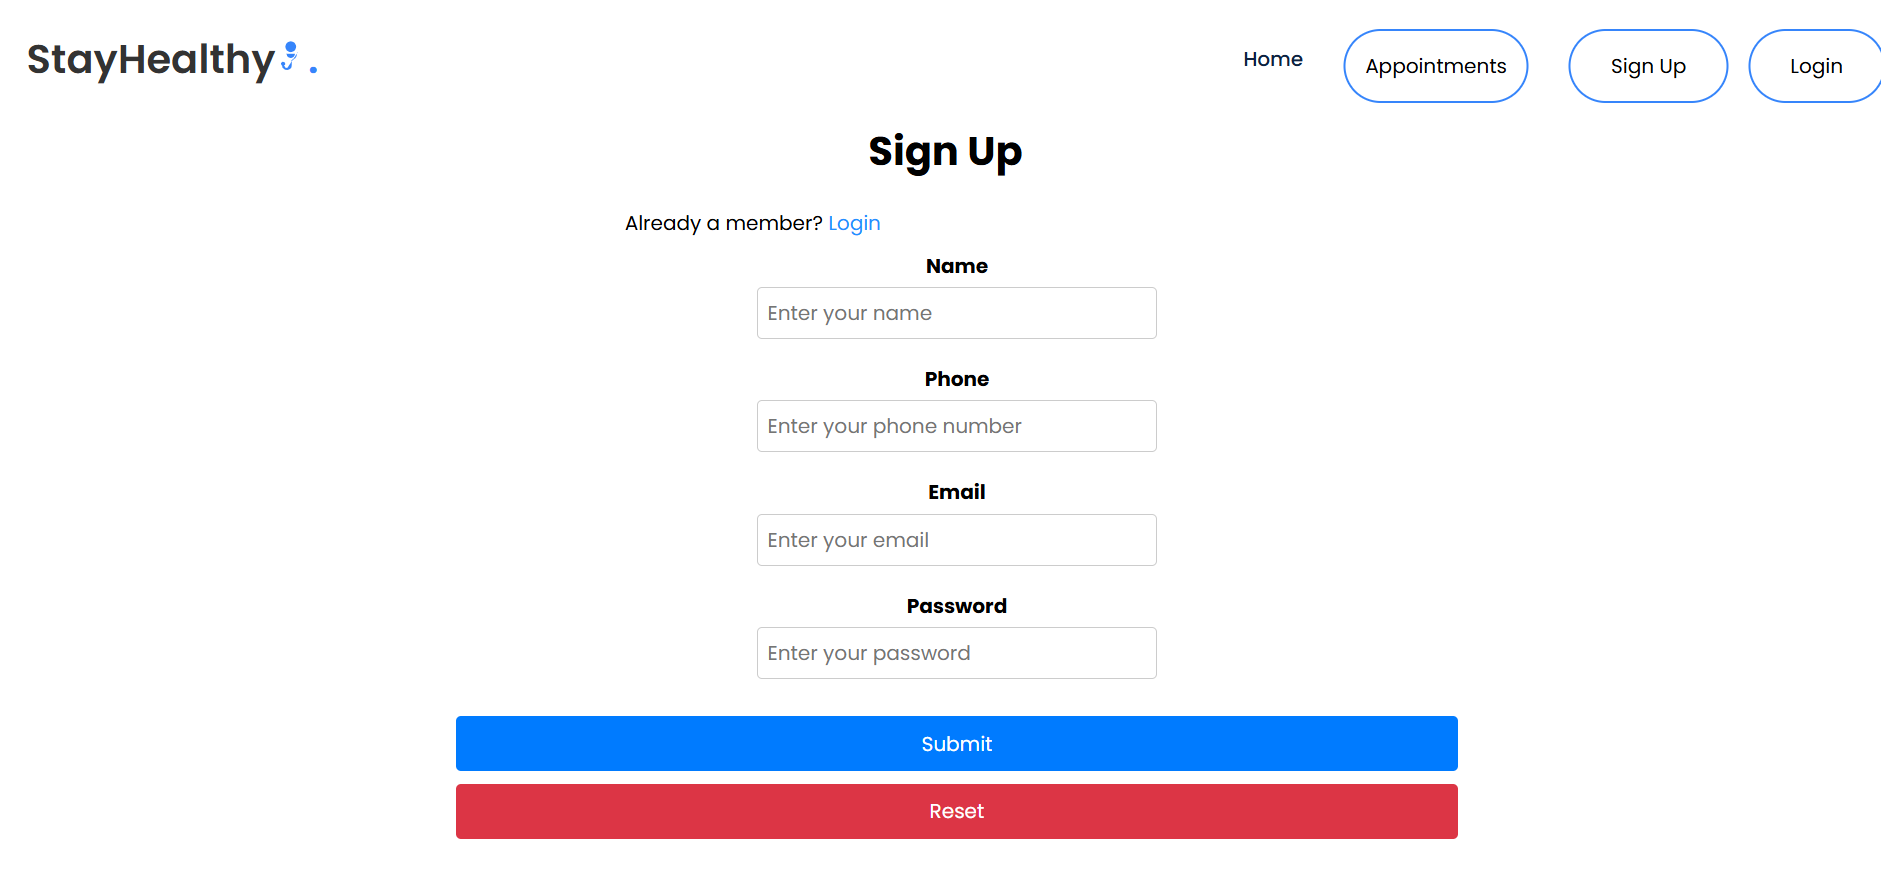 StayHealthy .
Home Appointments Sign Up Login
Sign Up
Already a member? Login
Name
Enter your name
Phone
Enter your phone number
Email
Enter your email
Password
Enter your password
Submit
Reset